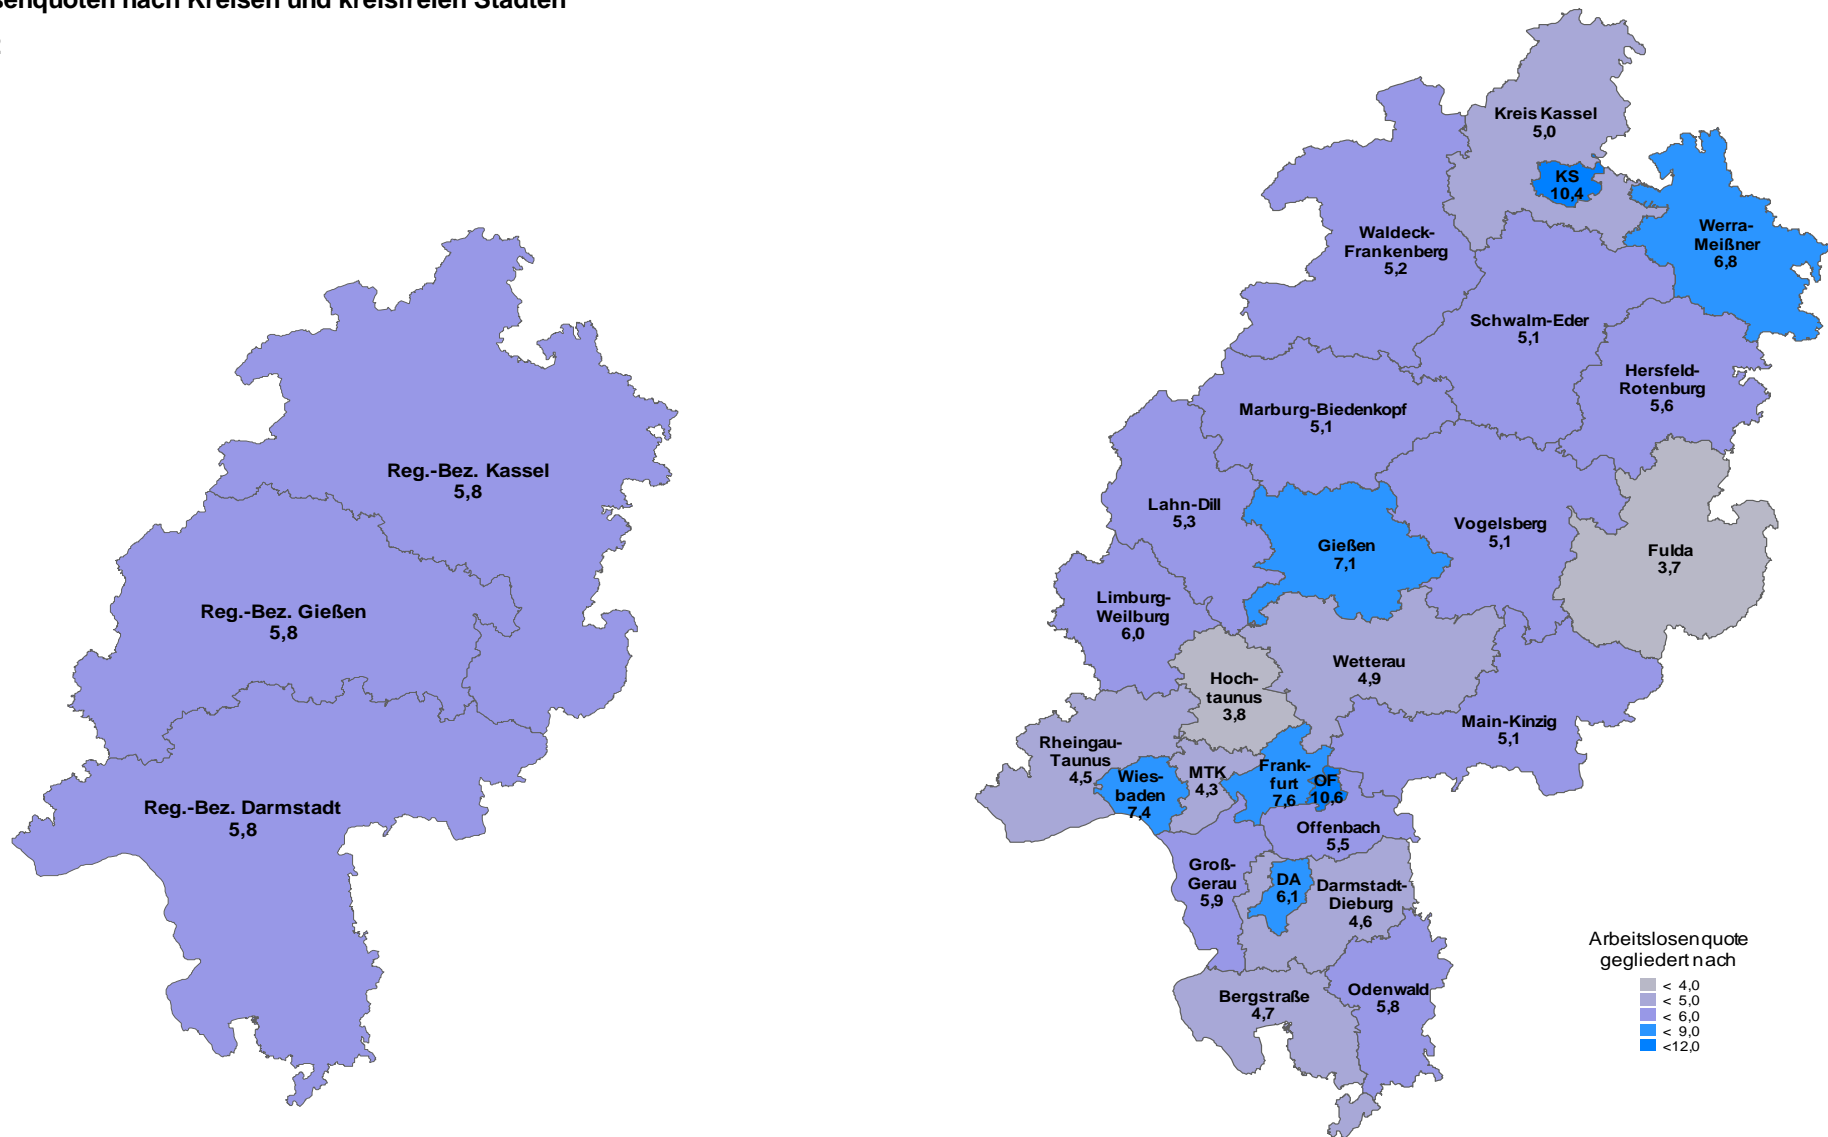 nach Kreisen und kreisfreien Städten
Reg.-Bez. Kassel
5,8
Reg.-Bez. Gießen
5,8
Reg.-Bez. Darmstadt
5,8
Kreis Kassel
5,0
KS
10,4
Werra-
Meißner
6,8
Waldeck-
Frankenberg
5,2
Schwalm-Eder
5,1
Hersfeld-
Rotenburg
5,6
Marburg-Biedenkopf
5,1
Lahn-Dill
5,3
Gießen
7,1
Vogelsberg
5,1
Fulda
3,7
Limburg-
Weilburg
6,0
Wetterau
4,9
Hoch-
taunus
3,8
Main-Kinzig
5,1
Rheingau-
Taunus
4,5
Wies-
baden
7,4
MTK
4,3
Frank-
furt
7,6
OF
10,6
Offenbach
5,5
Groß-
Gerau
5,9
DA
6,1
Darmstadt-
Dieburg
4,6
Bergstraße
4,7
Odenwald
5,8
Arbeitslosenquote
gegliedert nach
< 4,0
< 5,0
< 6,0
< 9,0
<12,0